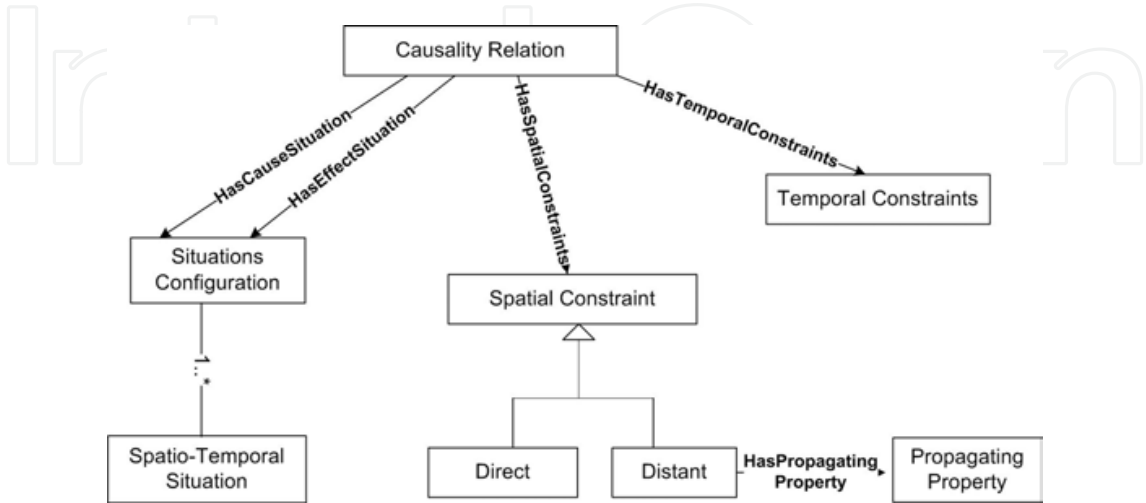 Causality Relation
HasCauseSituation
HasEffectSituation
HasSpatialConstraints
HasTemporalConstraints
Temporal Constraints
Situations
Configuration
Spatial Constraint
1..*
Spatio-Temporal
Situation
Direct
Distant
HasPropagating
Property
Propagating
Property